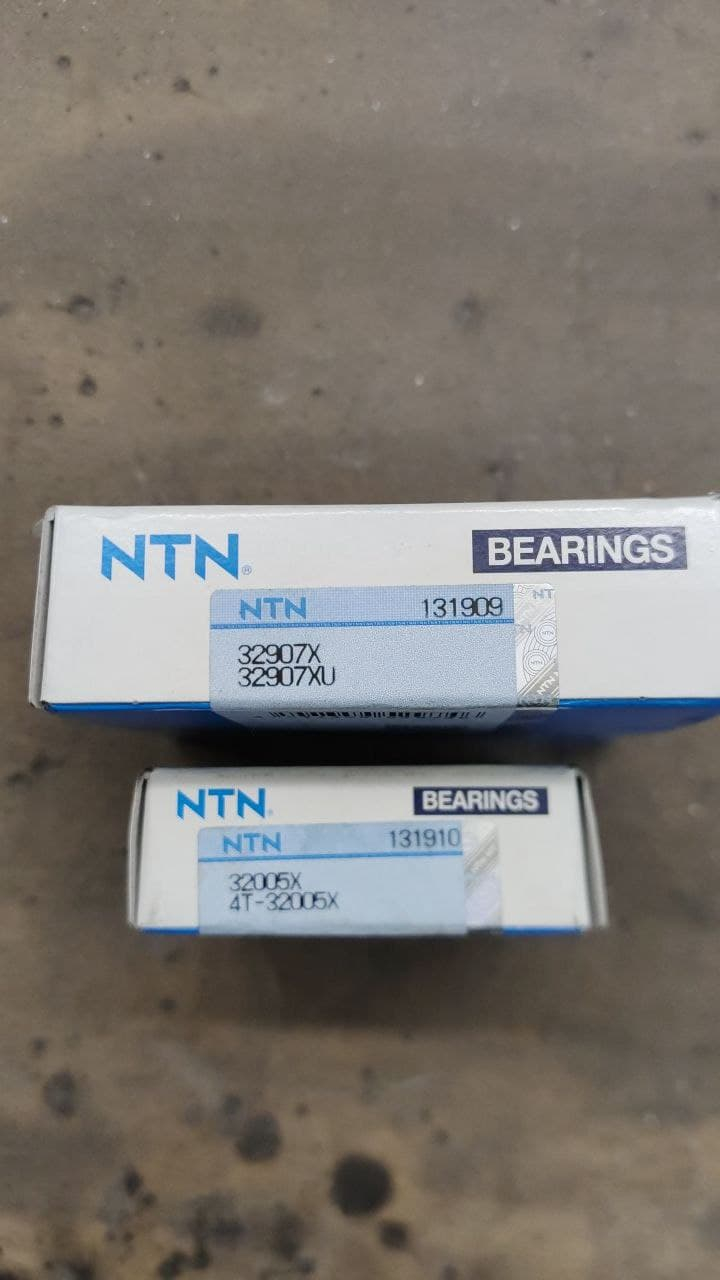 NTN®
BEARINGS
NTN 131909
32907X
32907XU
NTN
BEARINGS
NTN 131910
32005X
4T-32005X